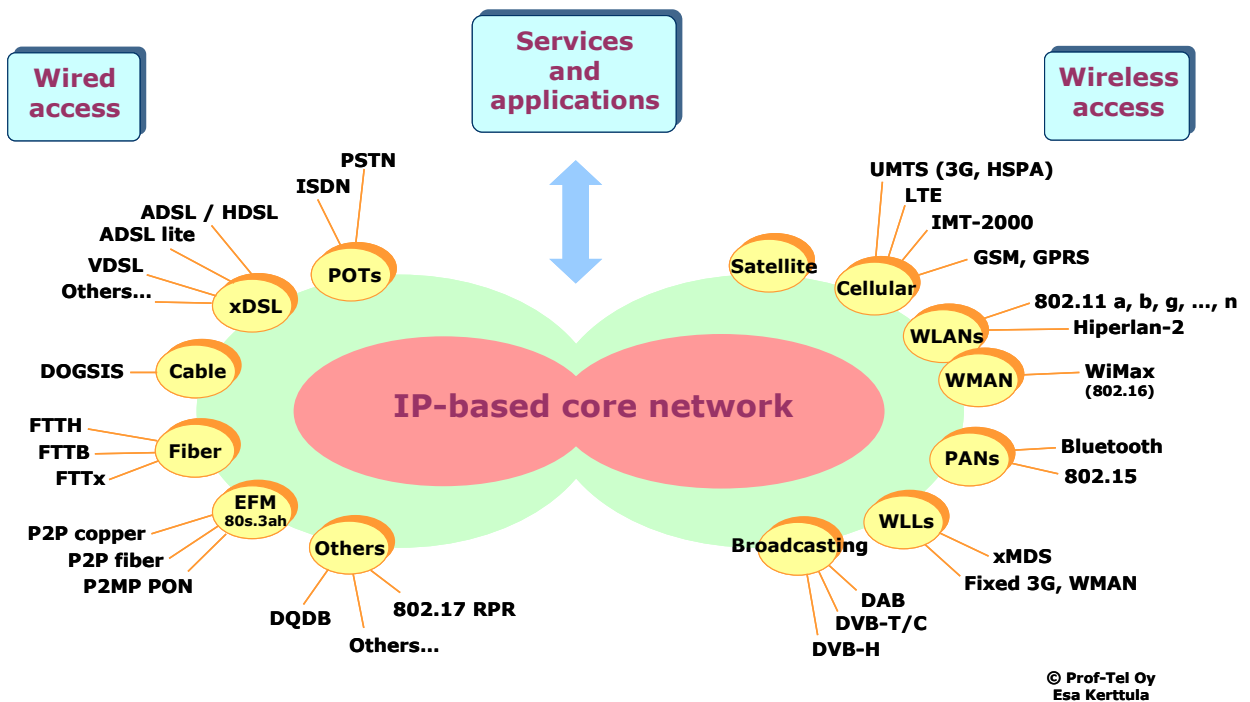 Services
and
applications
Wired
access
Wireless
access
PSTN
ISDN
ADSL / HDSL
ADSL lite
VDSL
Others...
POTs
xDSL
DOGSIS
Cable
FTTH
FTTB
FTTx
Fiber
EFM
80s.3ah
P2P copper
P2P fiber
P2MP PON
Others
DQDB
802.17 RPR
Others...
IP-based core network
UMTS (3G, HSPA)
LTE
IMT-2000
GSM, GPRS
Satellite
Cellular
802.11 a, b, g, ..., n
Hiperlan-2
WLANs
WMAN
WiMax
(802.16)
PANs
Bluetooth
802.15
WLLs
xMDS
Fixed 3G, WMAN
Broadcasting
DAB
DVB-T/C
DVB-H
© Prof-Tel Oy
Esa Kerttula